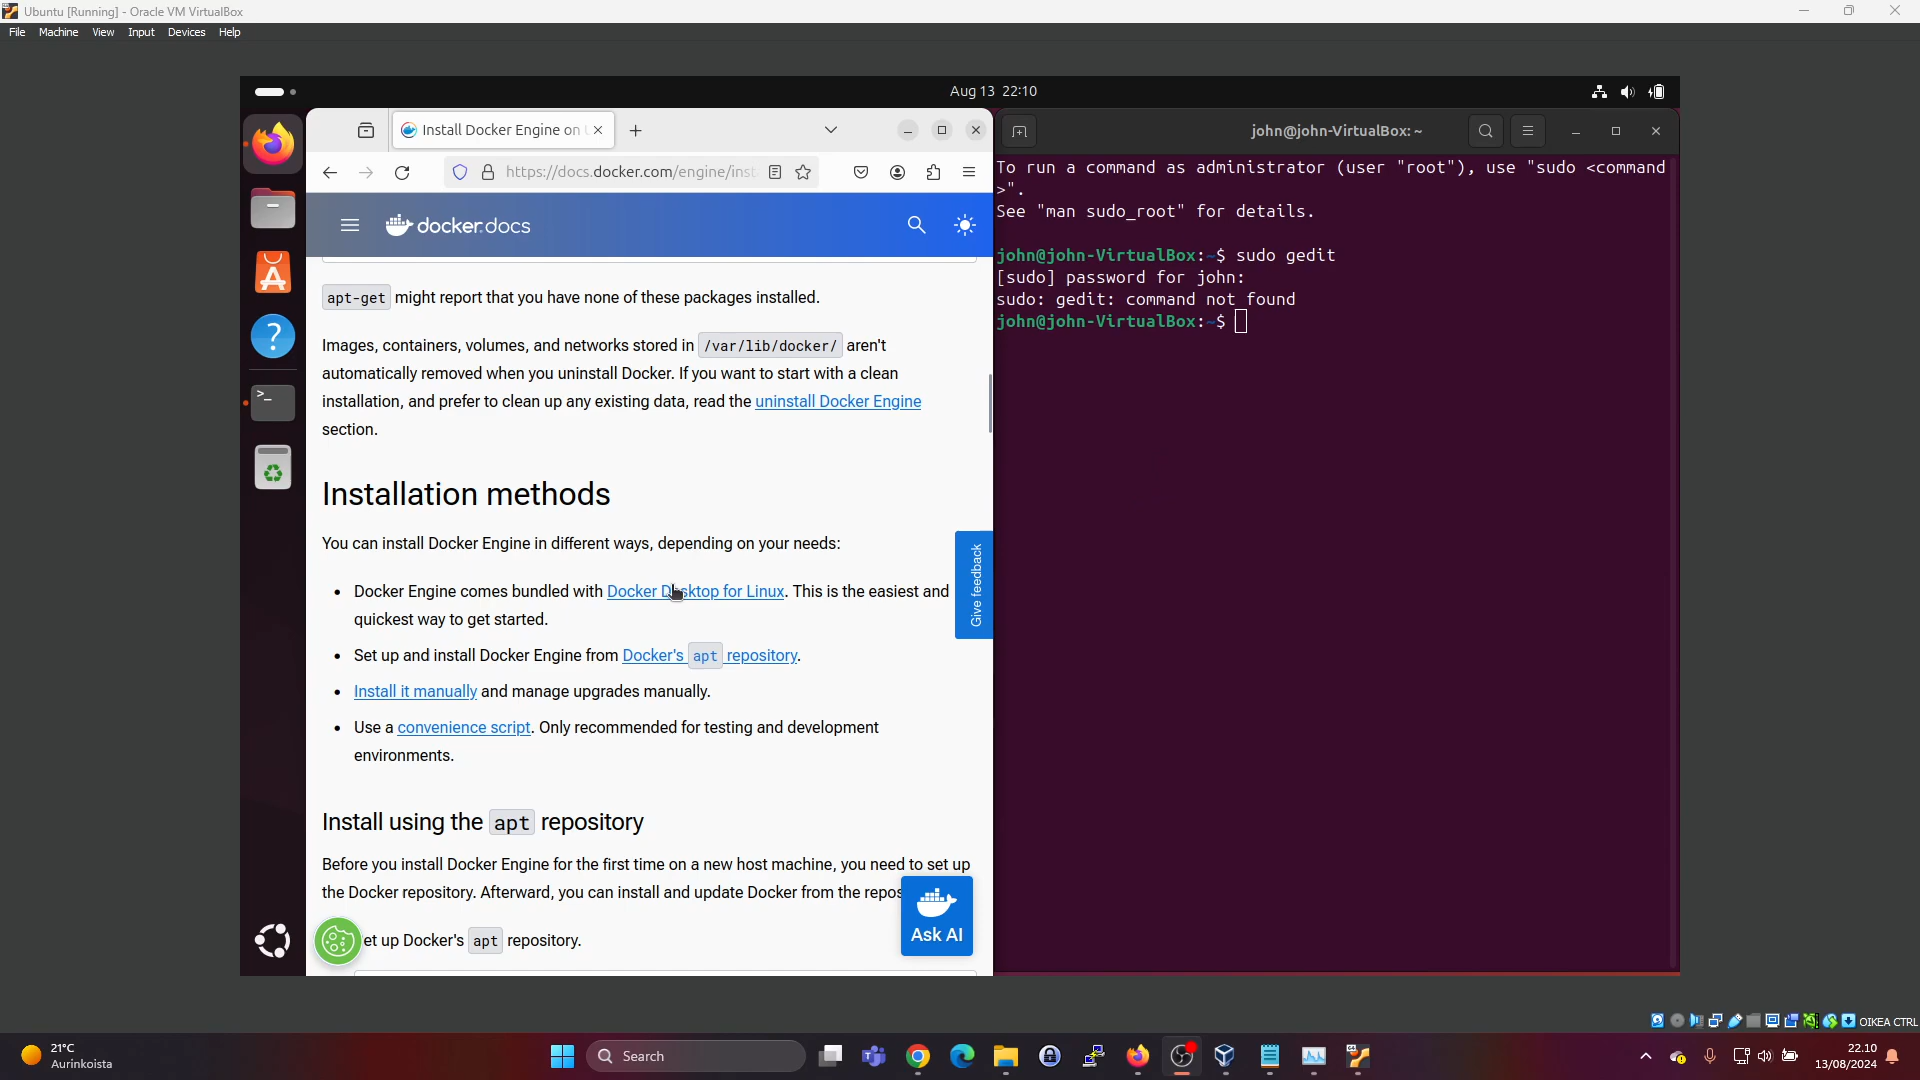 Ubuntu [Running] - Oracle VM VirtualBox
File Machine View Input Devices Help
Aug 13 22:10
Install Docker Engine on
https://docs.docker.com/engine/inst
docker.docs
apt-get might report that you have none of these packages installed.
Images, containers, volumes, and networks stored in /var/lib/docker/ aren't
automatically removed when you uninstall Docker. If you want to start with a clean
installation, and prefer to clean up any existing data, read the uninstall Docker Engine
section.
Installation methods
You can install Docker Engine in different ways, depending on your needs:
• Docker Engine comes bundled with Docker Desktop for Linux. This is the easiest and
quickest way to get started.
• Set up and install Docker Engine from Docker's apt repository.
• Install it manually and manage upgrades manually.
• Use a convenience script. Only recommended for testing and development
environments.
Install using the apt repository
Before you install Docker Engine for the first time on a new host machine, you need to set up
the Docker repository. Afterward, you can install and update Docker from the repos
et up Docker's apt repository.
Give feedback
Ask AI
john@john-VirtualBox: ~
To run a command as administrator (user "root"), use "sudo <command
>".
See "man sudo_root" for details.
john@john-VirtualBox:~$ sudo gedit
[sudo] password for john:
sudo: gedit: command not found
john@john-VirtualBox:~$
OIKEA CTRL
21°C
Aurinkoista
Search
22.10
13/08/2024